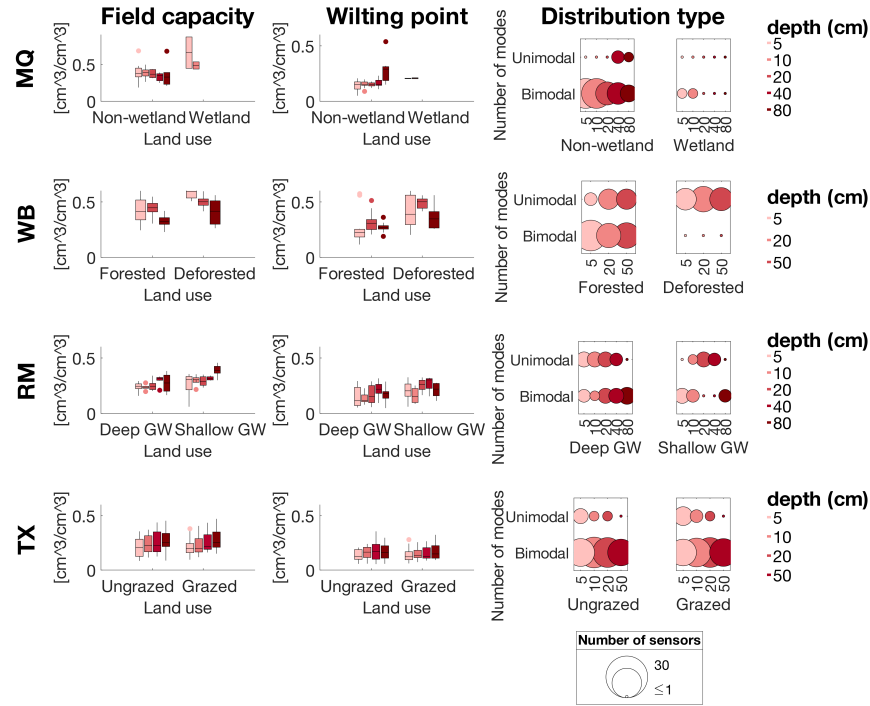 Field capacity
Wilting point
Distribution type
depth (cm)
MQ
[cm^3/cm^3]
0.5
0
Non-wetland
Wetland
Land use
[cm^3/cm^3]
0.5
0
Non-wetland
Wetland
Land use
Number of modes
Unimodal
Bimodal
5
10
20
40
80
Non-wetland
5
10
20
40
80
Wetland
5
10
20
40
80
WB
[cm^3/cm^3]
0.5
0
Forested
Deforested
Land use
[cm^3/cm^3]
0.5
0
Forested
Deforested
Land use
Number of modes
Unimodal
Bimodal
5
20
50
Forested
5
20
50
Deforested
depth (cm)
5
20
50
RM
[cm^3/cm^3]
0.5
0
Deep GW
Shallow GW
Land use
[cm^3/cm^3]
0.5
0
Deep GW
Shallow GW
Land use
Number of modes
Unimodal
Bimodal
5
10
20
40
80
Deep GW
5
10
20
40
80
Shallow GW
depth (cm)
5
10
20
40
80
TX
[cm^3/cm^3]
0.5
0
Ungrazed
Grazed
Land use
[cm^3/cm^3]
0.5
0
Ungrazed
Grazed
Land use
Number of modes
Unimodal
Bimodal
5
10
20
50
Ungrazed
5
10
20
50
Grazed
depth (cm)
5
10
20
50
Number of sensors
30
≤1